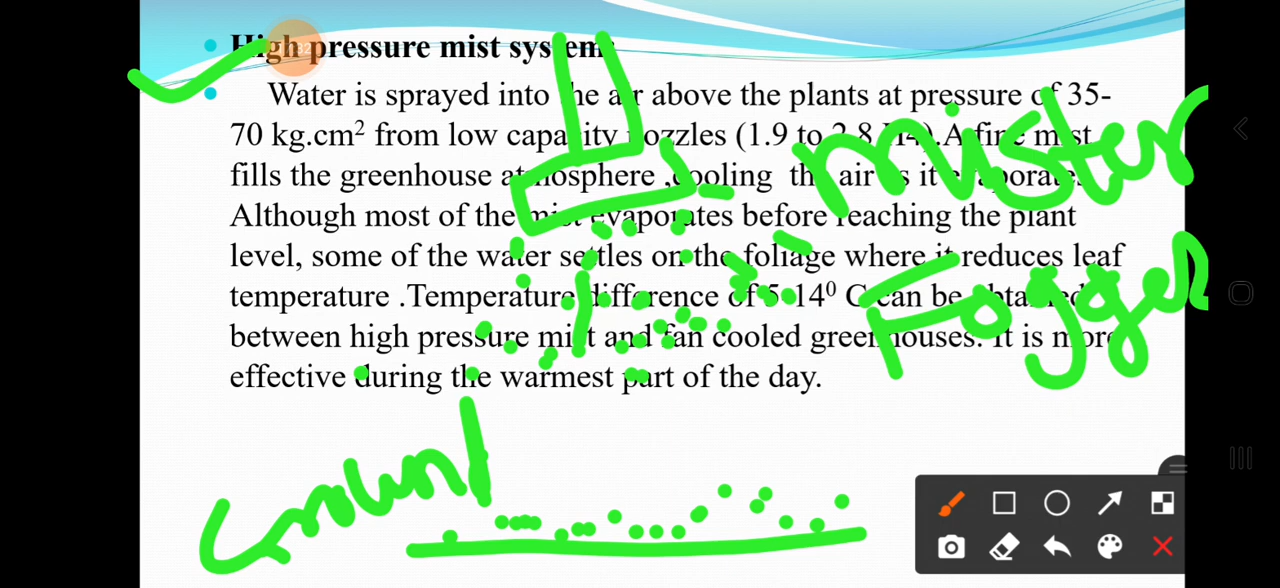 High pressure mist system
Water is sprayed into the air above the plants at pressure of 35-
70 kg.cm2 from low capacity nozzles (1.9 to 2.8 A fine mist
fills the greenhouse atmosphere ,cooling the air as it evaporates
Although most of the mist evaporates before reaching the plant
level, some of the water settles on the foliage where it reduces leaf
temperature .Temperature difference of 5-14⁰ C can be obtained
between high pressure mist and fan cooled greenhouses. It is more
effective during the warmest part of the day.
mister
Fogger